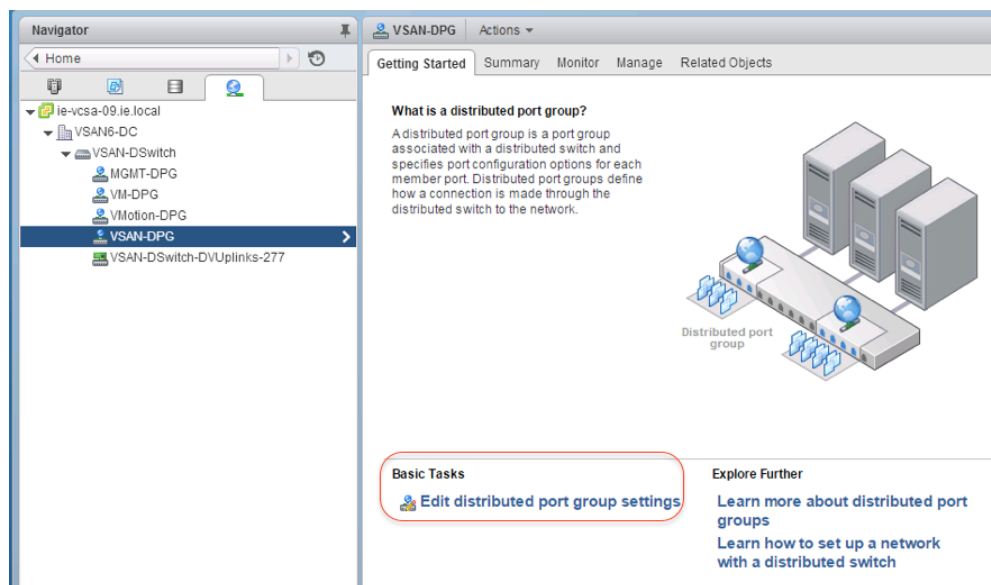 Navigator
Home
ie-vcsa-09.ie.local
VSAN6-DC
VSAN-DSwitch
MGMT-DPG
VM-DPG
VMotion-DPG
VSAN-DPG
VSAN-DSwitch-DVUplinks-277
VSAN-DPG Actions
Getting Started Summary Monitor Manage Related Objects
What is a distributed port group?
A distributed port group is a port group
associated with a distributed switch and
specifies port configuration options for each
member port. Distributed port groups define
how a connection is made through the
distributed switch to the network.
Distributed port
group
Basic Tasks
Edit distributed port group settings
Explore Further
Learn more about distributed port
groups
Learn how to set up a network
with a distributed switch